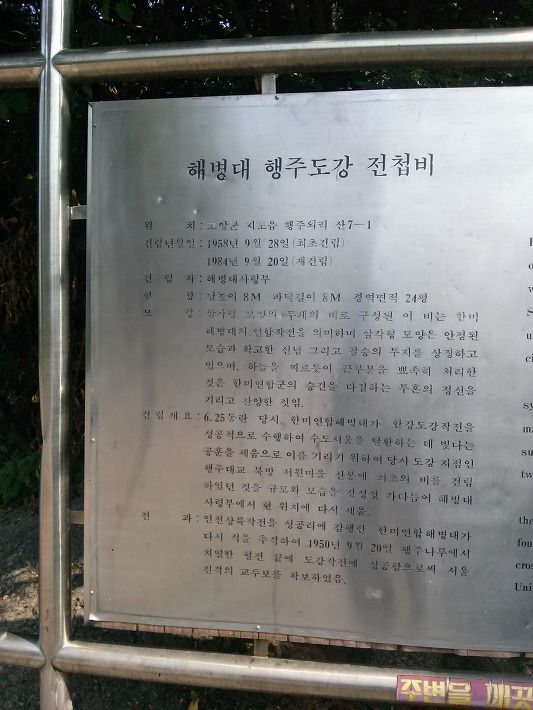 해병대 행주도강 전첩비
위 치 : 고양군 지도읍 행주외리 산7—1
건립년월일 : 1958년 9월 28일(최초건립)
1984년 9월 20일(재건립)
건 립 자 : 해병대사령부
현 황 : 탑높이 8M 바닥길이 8M 경역면적 24평
모 양 : 삼각형 모양의 두개의 비로 구성된 이 비는 한미
해병대의 연합작전을 의미하며 삼각형 모양은 안정된
모습과 확고한 신념 그리고 필승의 투지를 상징하고
있으며, 하늘을 찌르듯이 끝부분을 뾰족히 처리한
것은 한미연합군의 승전을 다짐하는 투혼의 정신을
기리고 찬양한 것임.
건립개요 : 6.25동란 당시 한미연합해병대가 한강도강작전을
성공적으로 수행하여 수도서울을 탈환하는 데 빛나는
공훈을 세움으로 이를 기리기 위하여 당시 도강 지점인
행주대교 북방 서원마을 산봉에 최초의 비를 건립
하였던 것을 규모와 모습을 깃성껏 가다듬어 해병대
사령부에서 현 위치에 다시 세움.
전 과 : 인천상륙작전을 성공리에 감행한 한미연합해병대가
다시 적을 추격하여 1950년 9월 20일 행주나루에서
치열한 혈전 끝에 도강작전에 성공함으로써 서울
진격의 교두보를 확보하였음.
주변을 깨끗